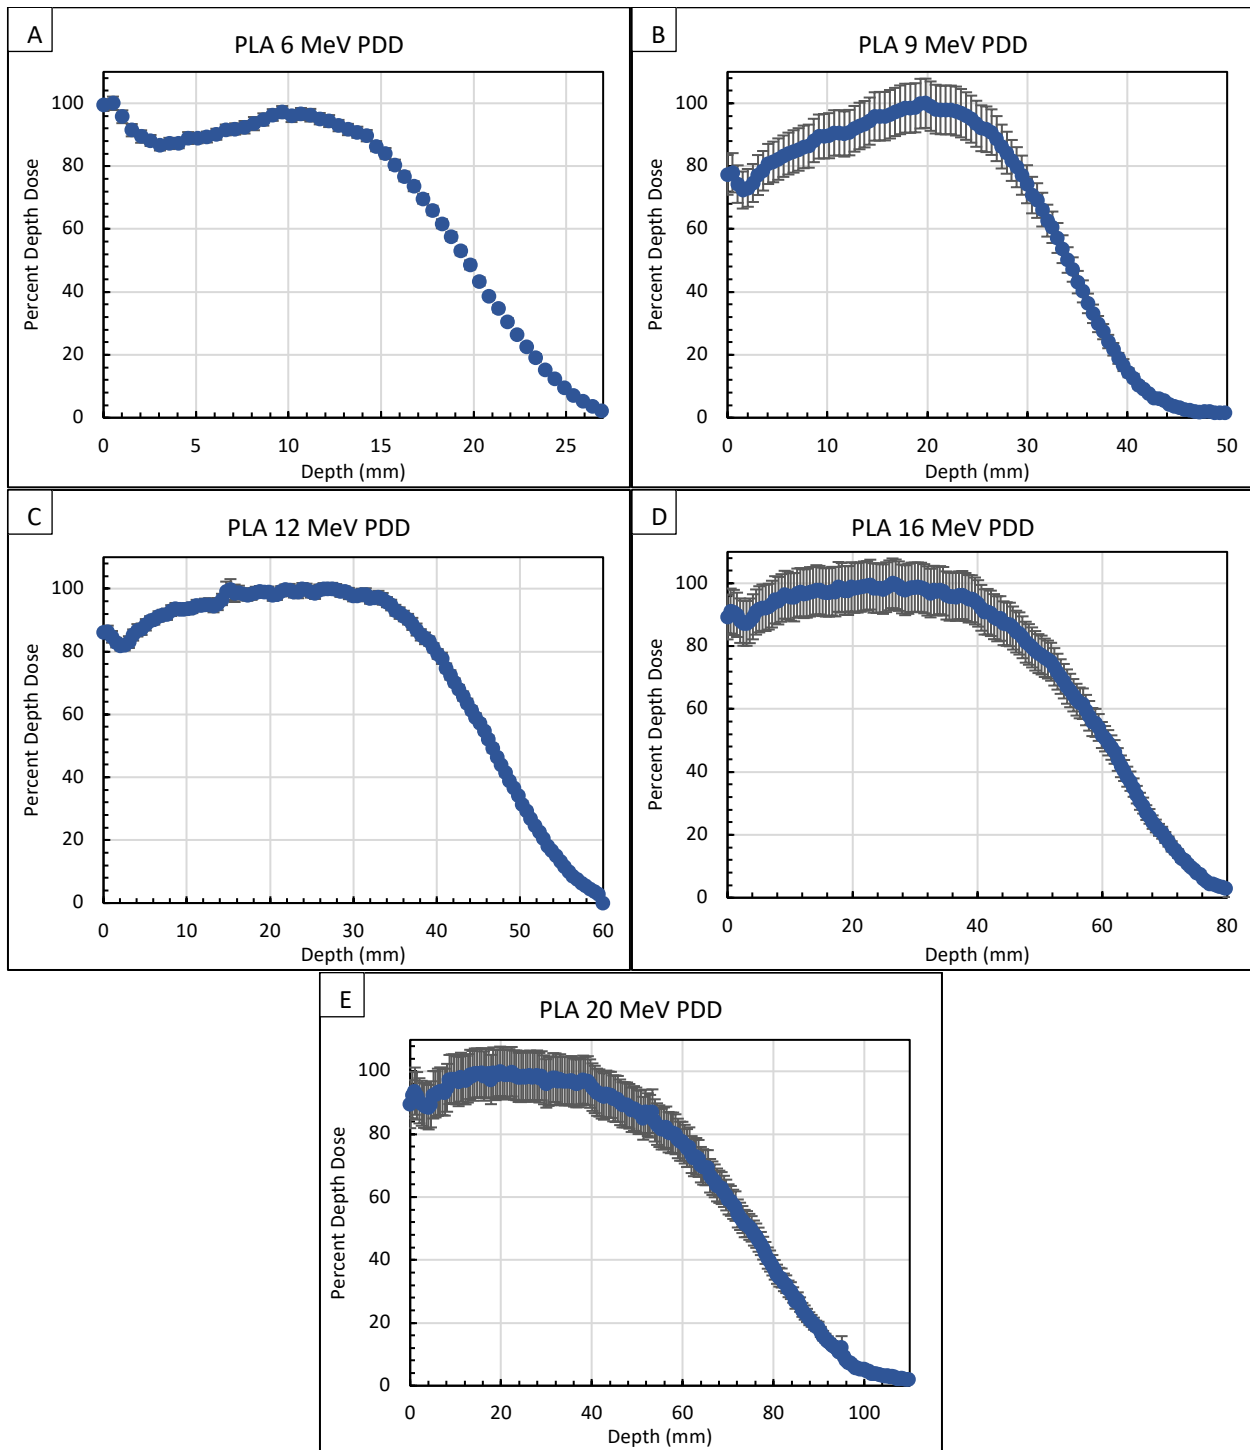 A
PLA 6 MeV PDD
Percent Depth Dose
100
80
60
40
20
0
0 5 10 15 20 25
Depth (mm)
B
PLA 9 MeV PDD
Percent Depth Dose
100
80
60
40
20
0
0 10 20 30 40 50
Depth (mm)
C
PLA 12 MeV PDD
Percent Depth Dose
100
80
60
40
20
0
0 10 20 30 40 50 60
Depth (mm)
D
PLA 16 MeV PDD
Percent Depth Dose
100
80
60
40
20
0
0 20 40 60 80
Depth (mm)
E
PLA 20 MeV PDD
Percent Depth Dose
100
80
60
40
20
0
0 20 40 60 80 100
Depth (mm)